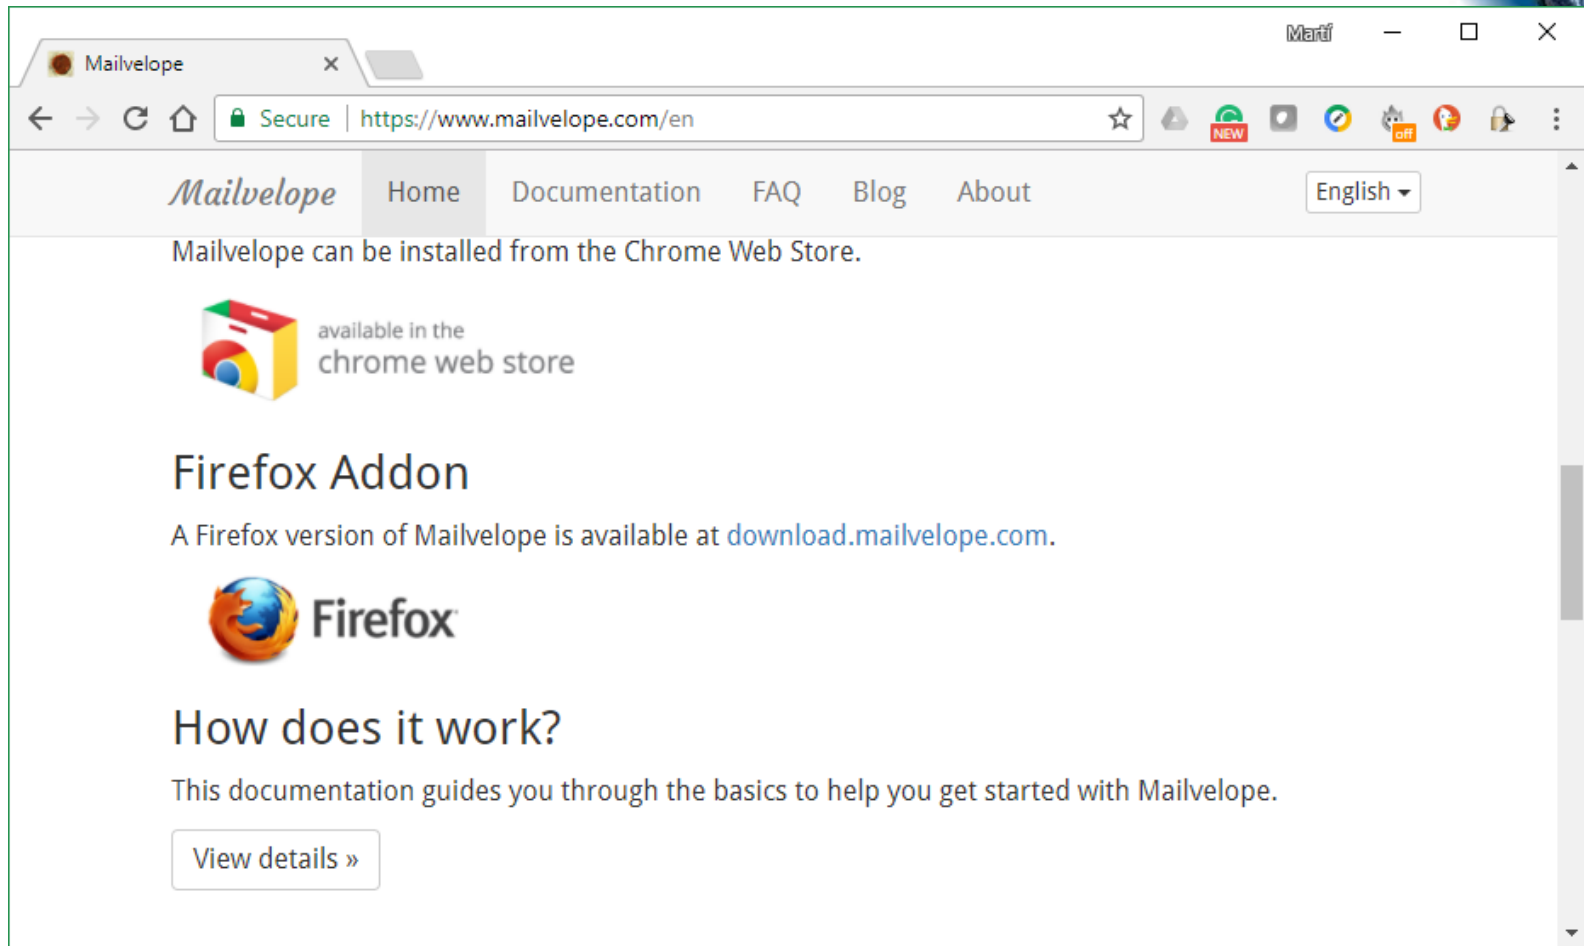 Martí
Mailvelope
Secure https://www.mailvelope.com/en
NEW
off
Mailvelope Home Documentation FAQ Blog About English
Mailvelope can be installed from the Chrome Web Store.
available in the
chrome web store
Firefox Addon
A Firefox version of Mailvelope is available at download.mailvelope.com.
Firefox
How does it work?
This documentation guides you through the basics to help you get started with Mailvelope.
View details »